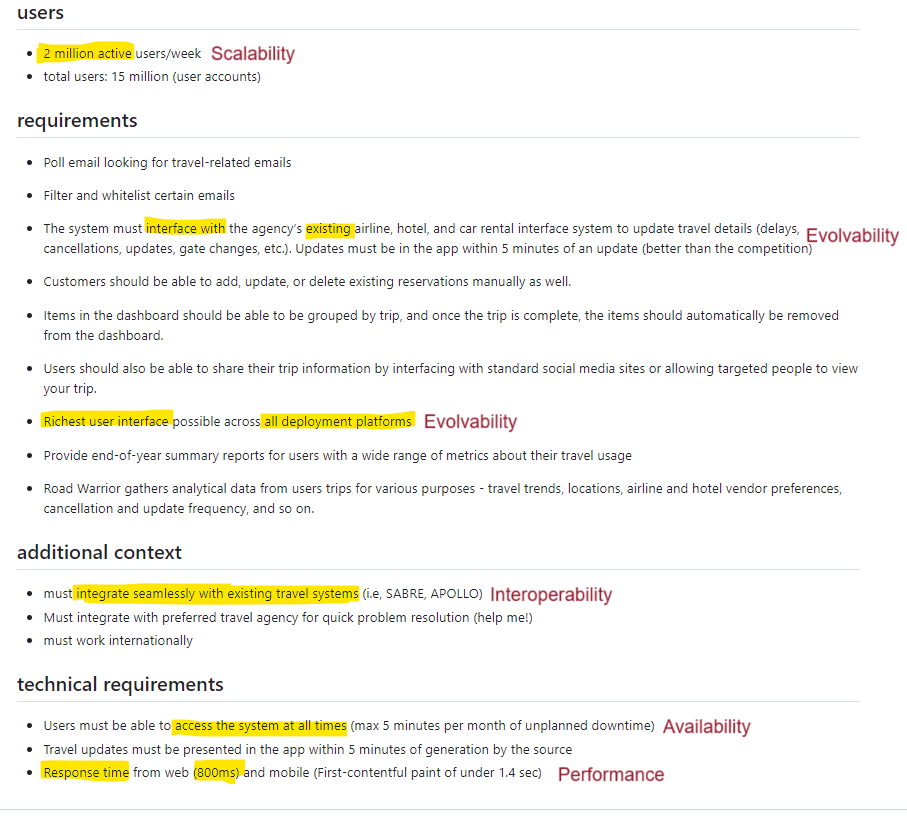 users
2 million active users/week Scalability
total users: 15 million (user accounts)
requirements
Poll email looking for travel-related emails
Filter and whitelist certain emails
The system must interface with the agency's existing airline, hotel, and car rental interface system to update travel details (delays,
cancellations, updates, gate changes, etc.). Updates must be in the app within 5 minutes of an update (better than the competition) Evolvability
Customers should be able to add, update, or delete existing reservations manually as well.
Items in the dashboard should be able to be grouped by trip, and once the trip is complete, the items should automatically be removed
from the dashboard.
Users should also be able to share their trip information by interfacing with standard social media sites or allowing targeted people to view
your trip.
Richest user interface possible across all deployment platforms Evolvability
Provide end-of-year summary reports for users with a wide range of metrics about their travel usage
Road Warrior gathers analytical data from users trips for various purposes - travel trends, locations, airline and hotel vendor preferences,
cancellation and update frequency, and so on.
additional context
must integrate seamlessly with existing travel systems (i.e, SABRE, APOLLO) Interoperability
Must integrate with preferred travel agency for quick problem resolution (help me!)
must work internationally
technical requirements
Users must be able to access the system at all times (max 5 minutes per month of unplanned downtime) Availability
Travel updates must be presented in the app within 5 minutes of generation by the source
Response time from web (800ms) and mobile (First-contentful paint of under 1.4 sec) Performance